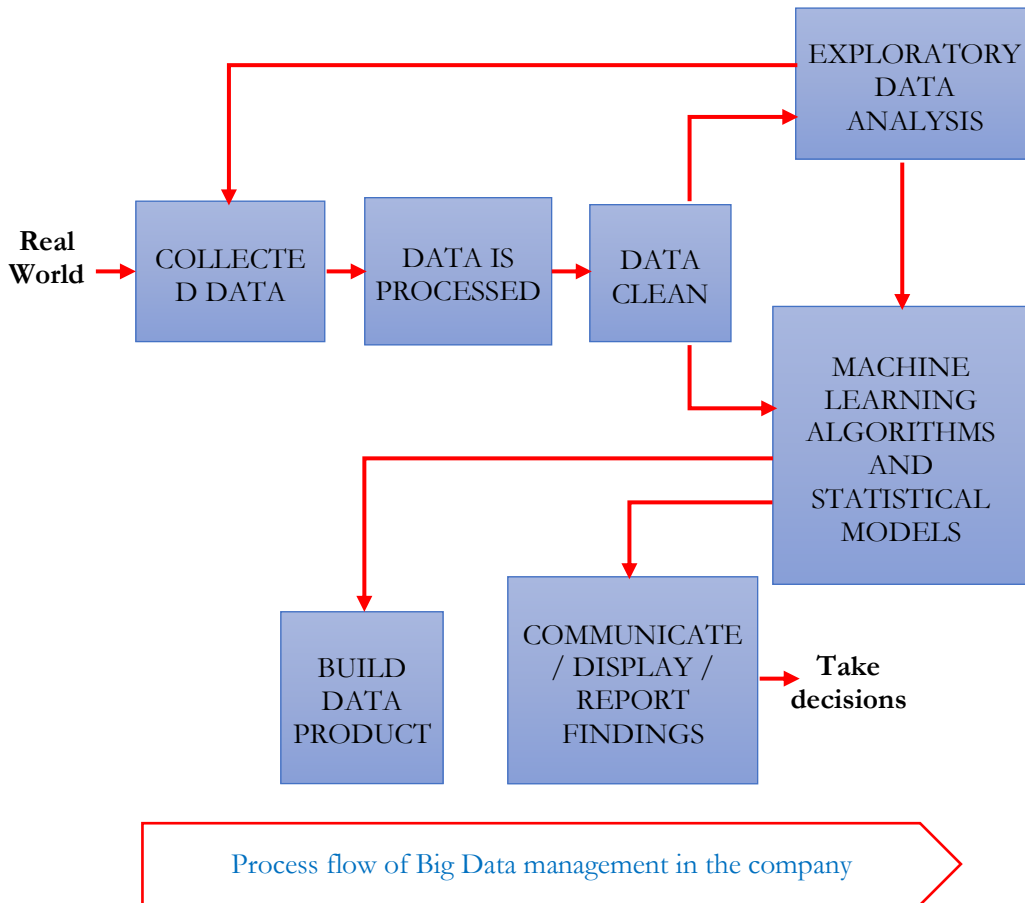 EXPLORATORY
DATA
ANALYSIS
Real
World
COLLECTE
D DATA
DATA IS
PROCESSED
DATA
CLEAN
MACHINE
LEARNING
ALGORITHMS
AND
STATISTICAL
MODELS
BUILD
DATA
PRODUCT
COMMUNICATE
/ DISPLAY /
REPORT
FINDINGS
Take
decisions
Process flow of Big Data management in the company